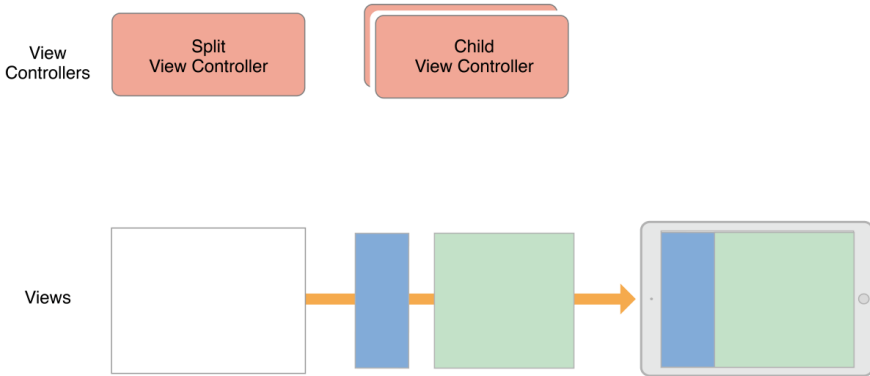 View
Controllers
Split
View Controller
Child
View Controller
Views